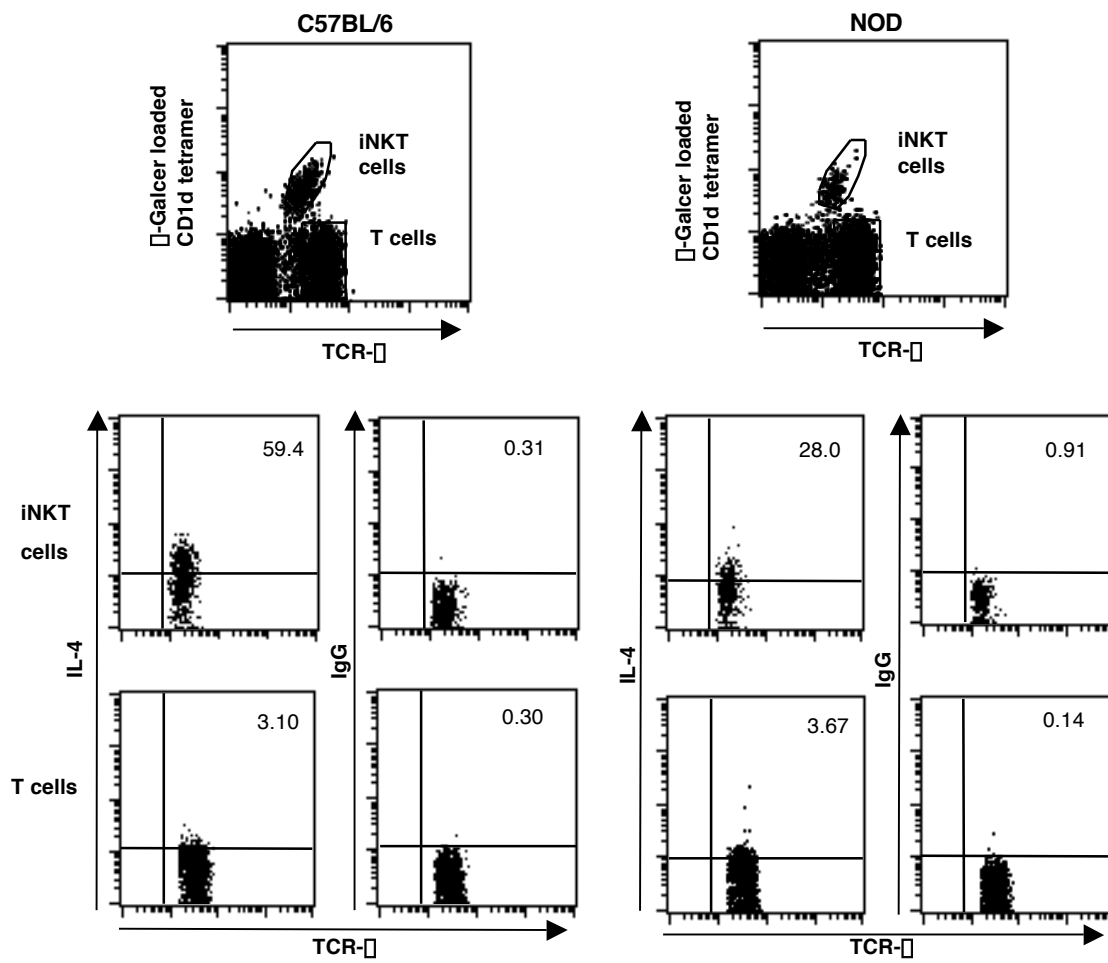 C57BL/6
NOD
▯-Galcer loaded
CD1d tetramer
iNKT
cells
T cells
TCR-▯
▯-Galcer loaded
CD1d tetramer
iNKT
cells
T cells
TCR-▯
iNKT
cells
T cells
IL-4
59.4
IgG
0.31
IL-4
28.0
IgG
0.91
3.10
0.30
3.67
0.14
TCR-▯
TCR-▯